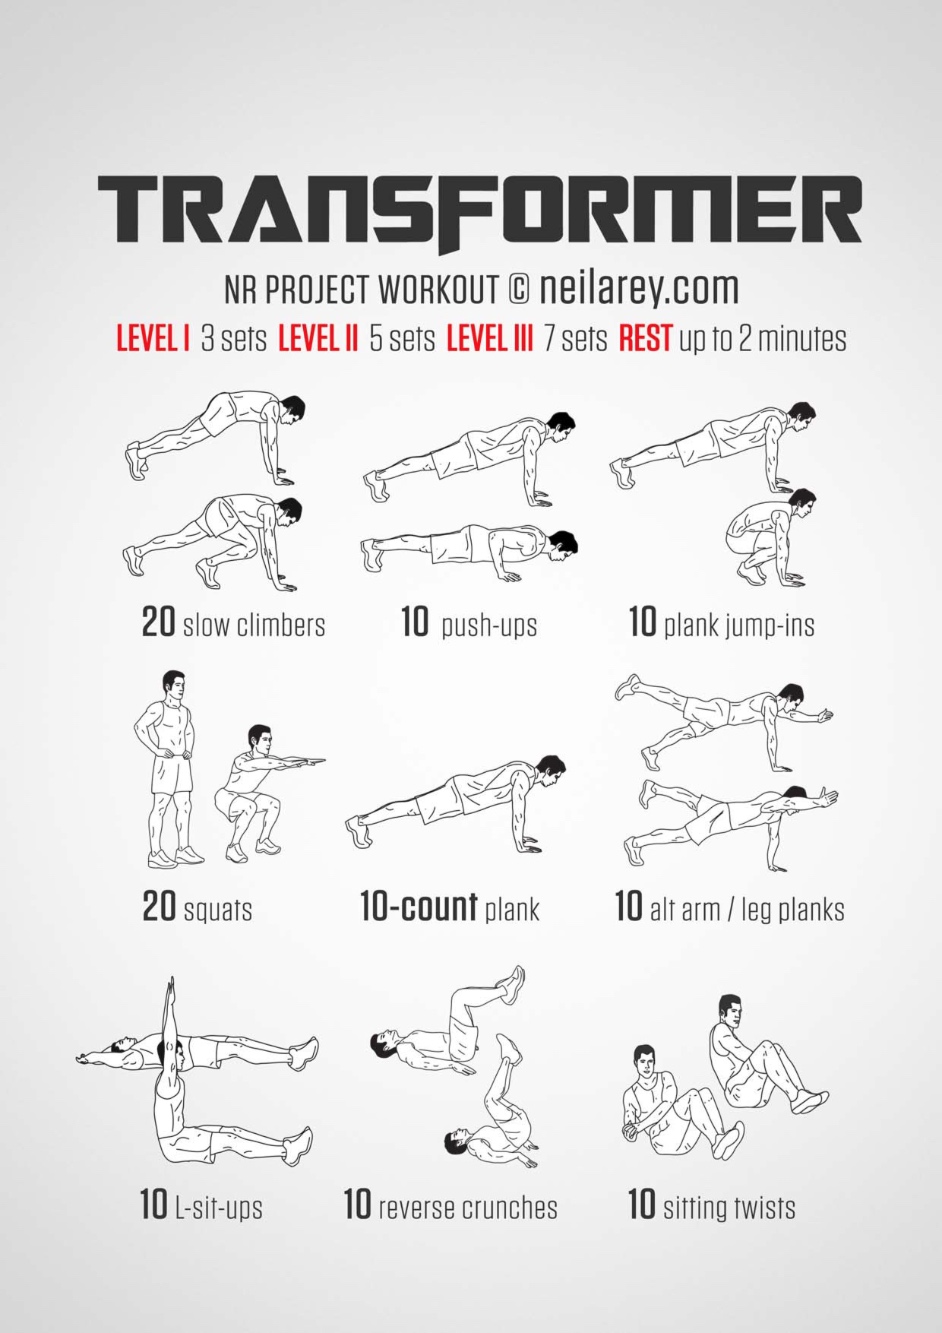 TRANSFORMER
NR PROJECT WORKOUT © neilarey.com
LEVEL I 3 sets LEVEL II 5 sets LEVEL III 7 sets REST up to 2 minutes
20 slow climbers
10 push-ups
10 plank jump-ins
20 squats
10-count plank
10 alt arm / leg planks
10 L-sit-ups
10 reverse crunches
10 sitting twists